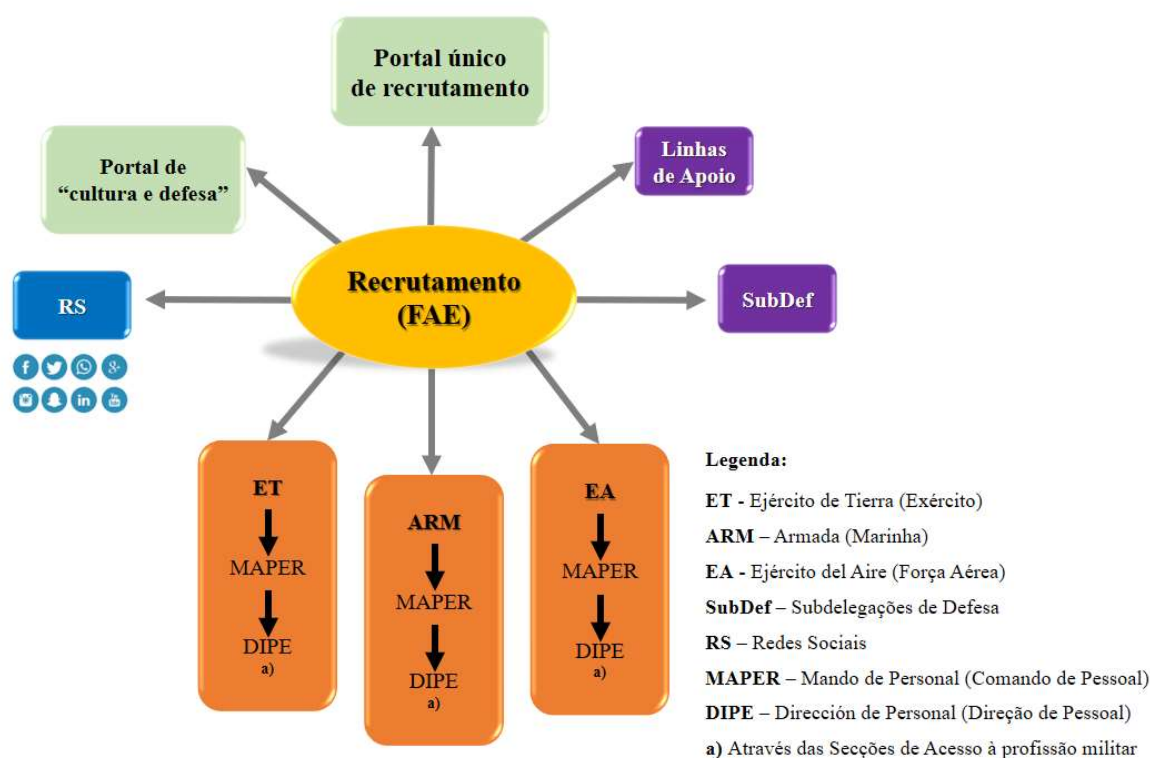 Portal único
de recrutamento
Portal de
“cultura e defesa”
Linhas
de Apoio
Recrutamento
(FAE)
RS
SubDef
ET
MAPER
DIPE
a)
ARM
MAPER
DIPE
a)
EA
MAPER
DIPE
a)
Legenda:
ET - Ejército de Tierra (Exército)
ARM – Armada (Marinha)
EA - Ejército del Aire (Força Aérea)
SubDef – Subdelegações de Defesa
RS – Redes Sociais
MAPER – Mando de Personal (Comando de Pessoal)
DIPE – Dirección de Personal (Direção de Pessoal)
a) Através das Secções de Acesso à profissão militar